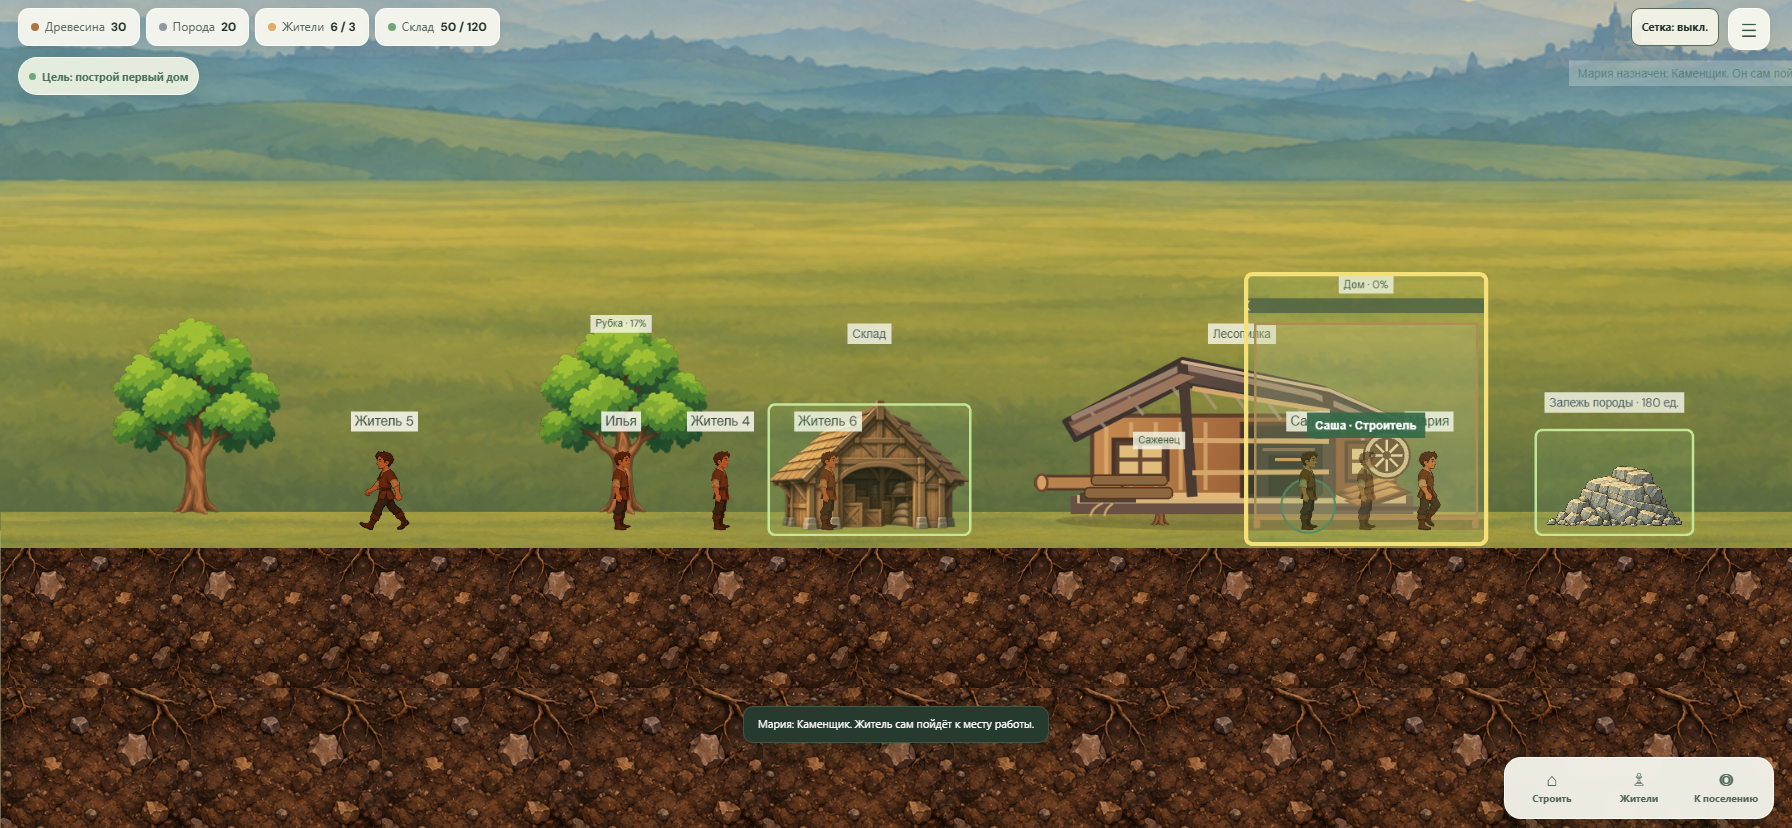 Древесина 30
Порода 20
Жители 6 / 3
Склад 50 / 120
Сетка: выкл.
Цель: построй первый дом
Мария назначен: Каменщик. Он сам
Дом · 0%
Рубка · 17%
Склад
Лесопилка
Залежь породы · 180 ед.
Житель 5
Илья
Житель 4
Житель 6
Саша · Строитель
Саженец
Мария: Каменщик. Житель сам пойдёт к месту работы.
Строить
Жители
К поселению